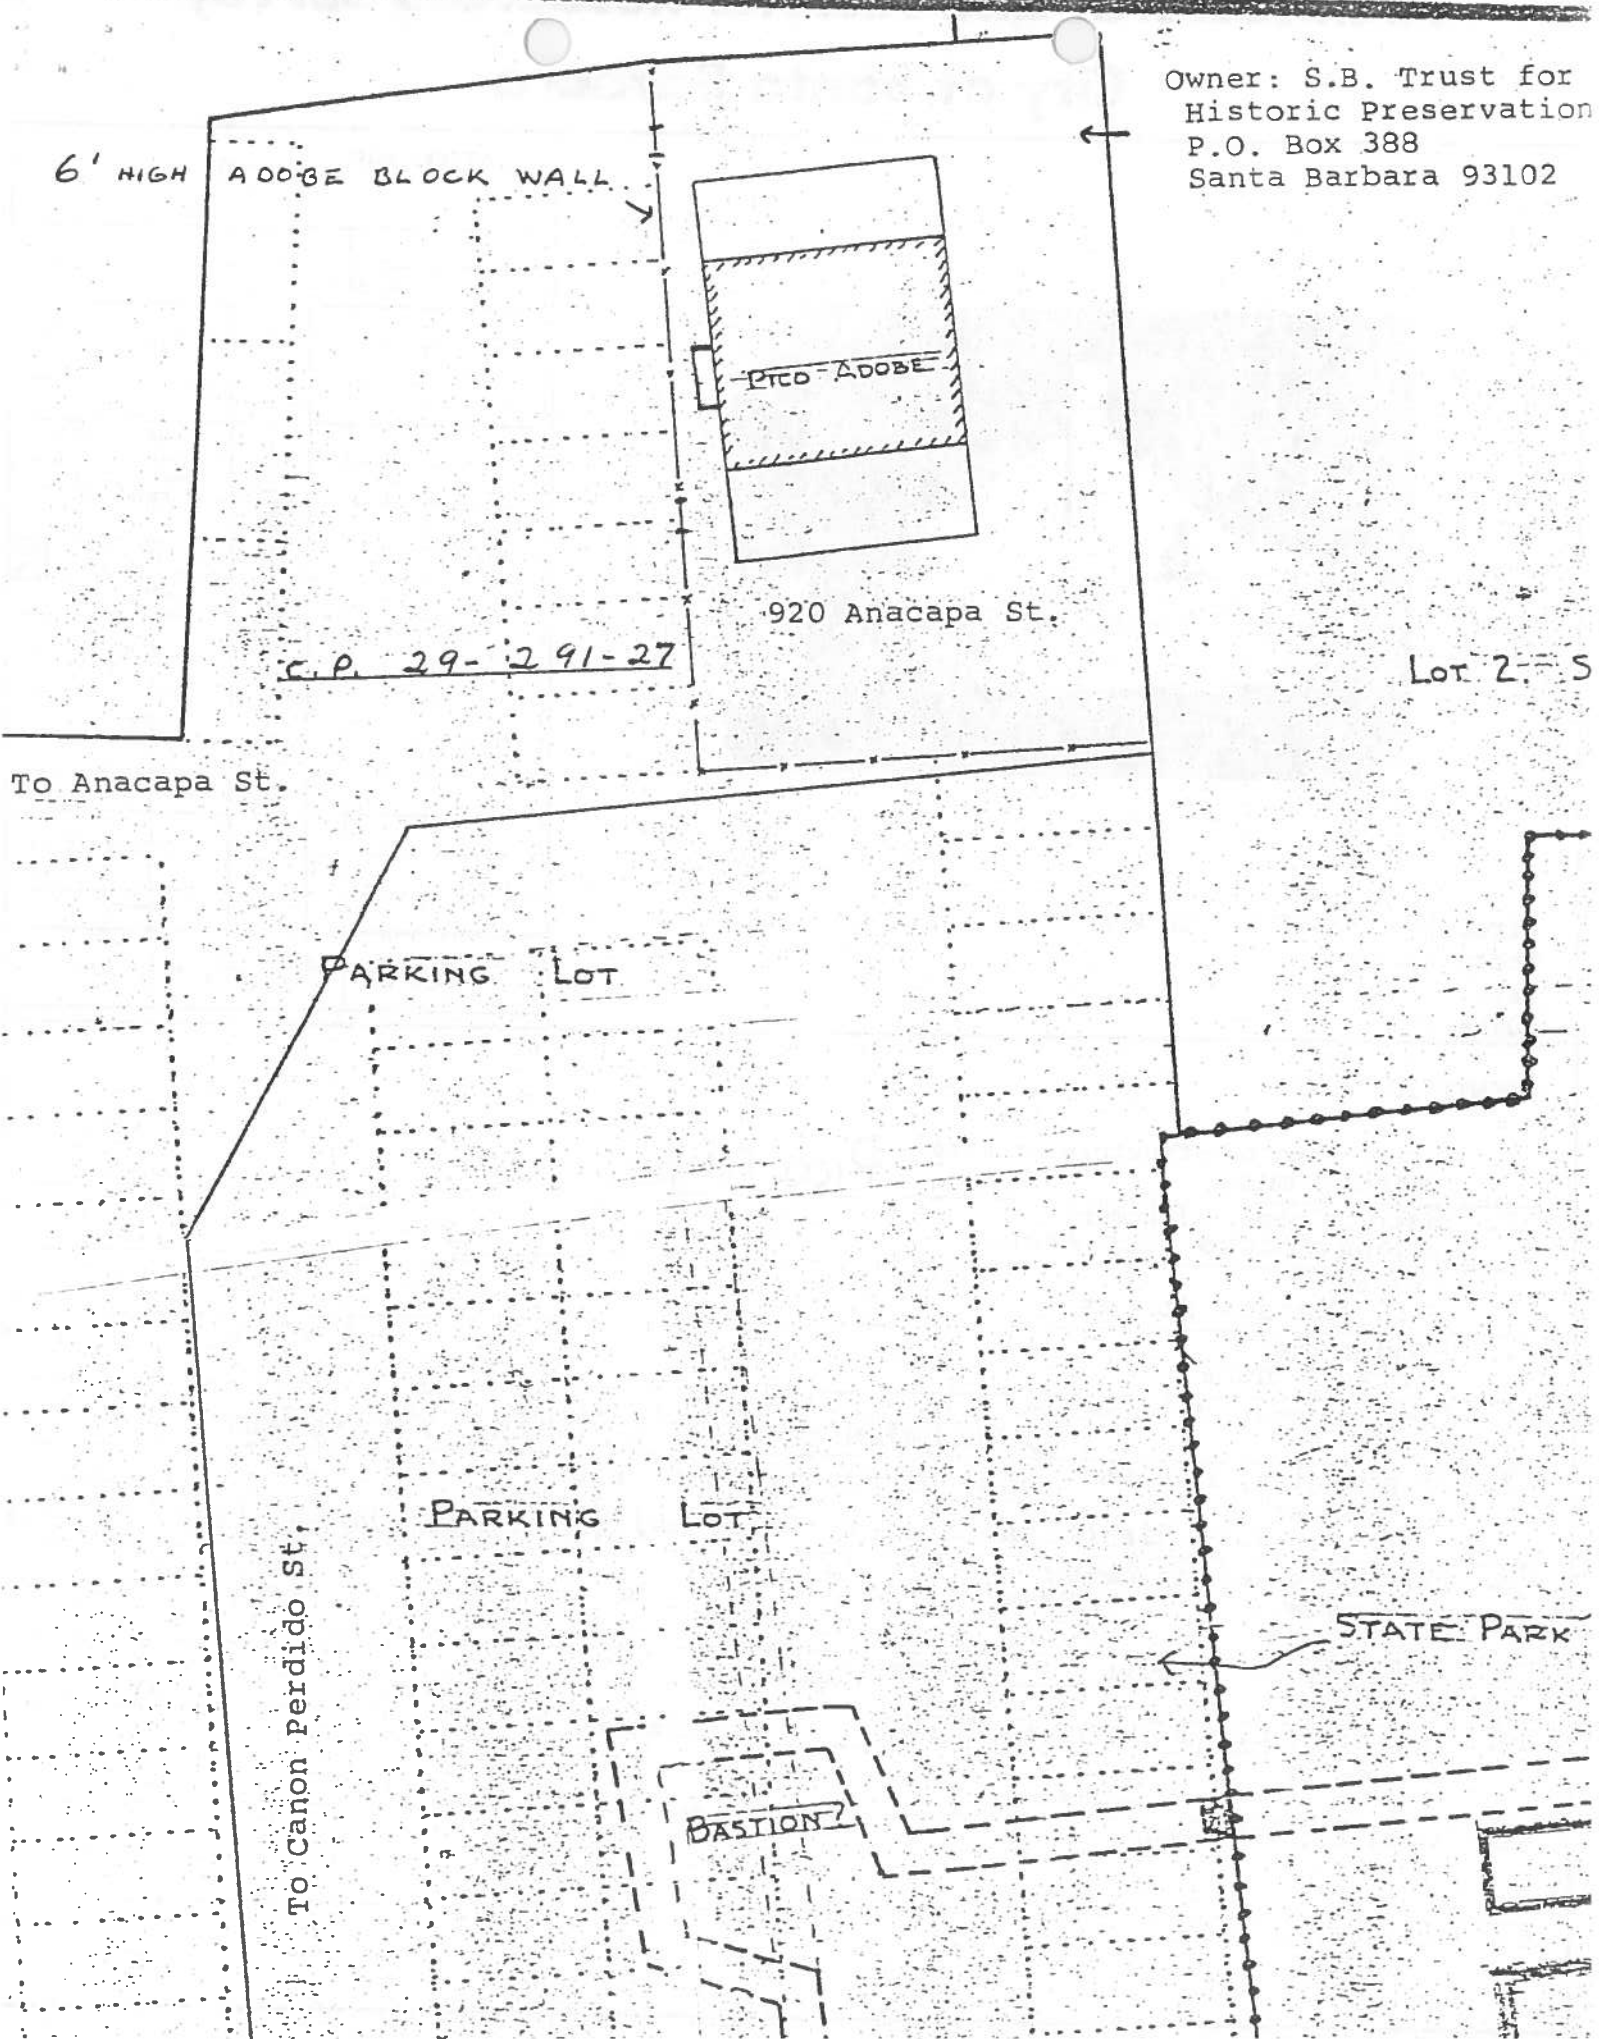 Owner: S.B. Trust for
Historic Preservation
P.O. Box 388
Santa Barbara 93102
6' HIGH ADOBE BLOCK WALL
PICO ADOBE
920 Anacapa St.
C.P. 29-291-27
LOT 2. S
To Anacapa St.
PARKING LOT
PARKING LOT
To Canon Perdido St.
STATE PARK
BASTION?